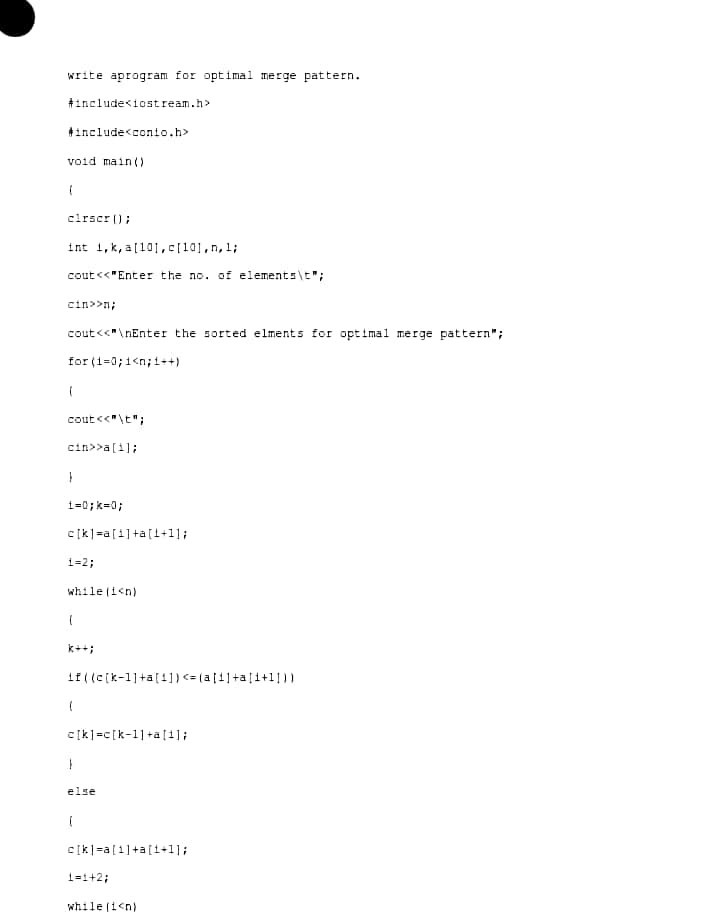 write aprogram for optimal merge pattern.
#include<iostream.h>
#include<conio.h>
void main()
{
clrscr();
int i,k,a[10],c[10],n,l;
cout<<"Enter the no. of elements\t";
cin>>n;
cout<<"\nEnter the sorted elments for optimal merge pattern";
for(i=0;i<n;i++)
{
cout<<"\t";
cin>>a[i];
}
i=0;k=0;
c[k]=a[i]+a[i+1];
i=2;
while(i<n)
{
k++;
if((c[k-1]+a[i])<=(a[i]+a[i+1]))
{
c[k]=c[k-1]+a[i];
}
else
{
c[k]=a[i]+a[i+1];
i=i+2;
while(i<n)